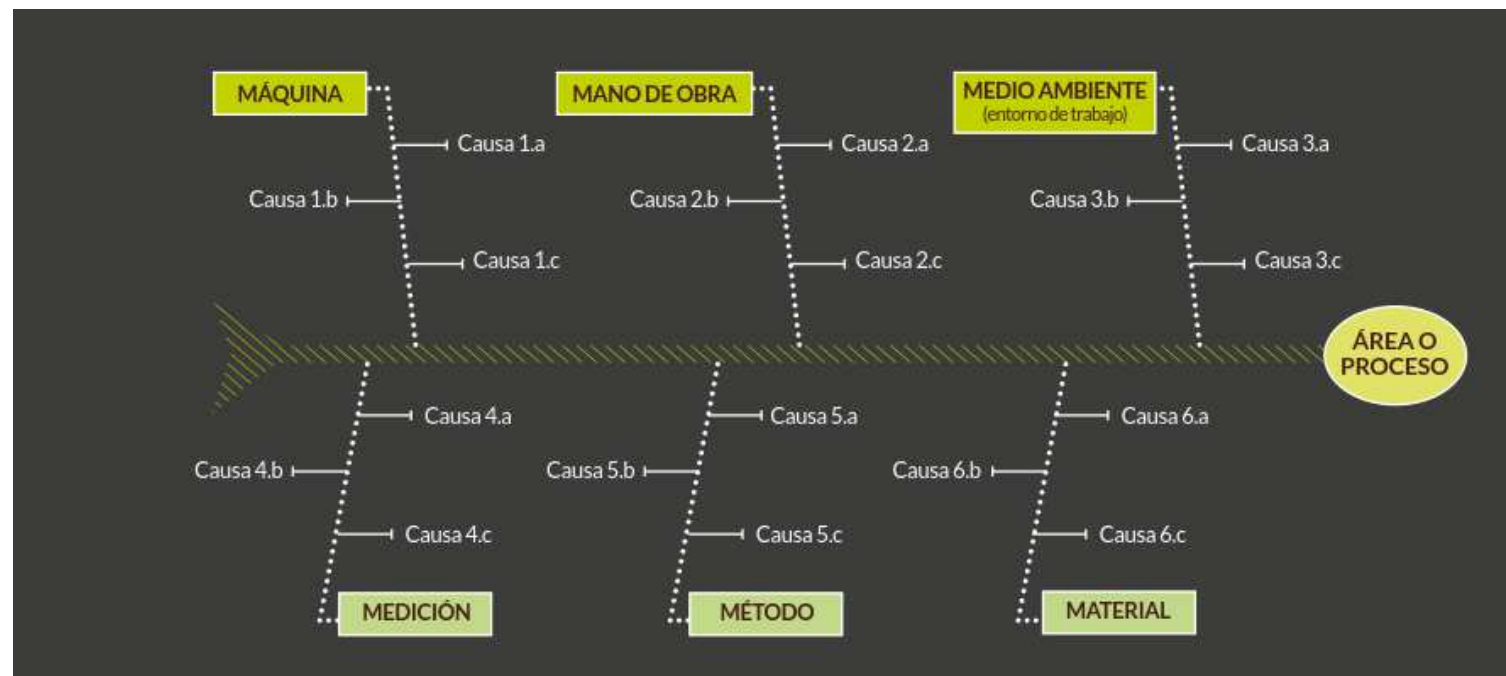 MÁQUINA
MANO DE OBRA
MEDIO AMBIENTE
(entorno de trabajo)
Causa 1.a
Causa 2.a
Causa 3.a
Causa 1.b
Causa 2.b
Causa 3.b
Causa 1.c
Causa 2.c
Causa 3.c
ÁREA O
PROCESO
Causa 4.a
Causa 5.a
Causa 6.a
Causa 4.b
Causa 5.b
Causa 6.b
Causa 4.c
Causa 5.c
Causa 6.c
MEDICIÓN
MÉTODO
MATERIAL